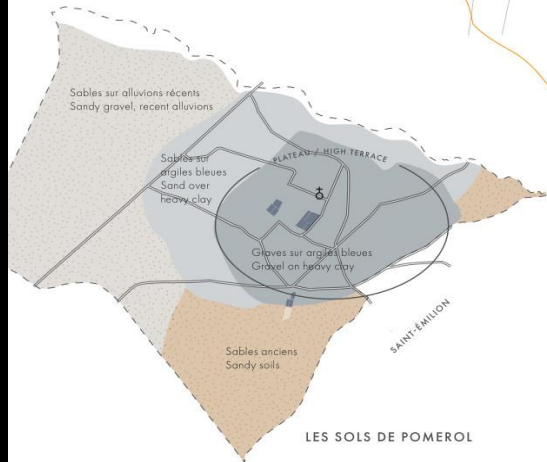 Sables sur alluvions récents
Sandy gravel, recent alluvions
Sables sur
argiles bleues
Sand over
heavy clay
PLATEAU / HIGH TERRACE
Graves sur argiles bleues
Gravel on heavy clay
SAINT-ÉMILION
Sables anciens
Sandy soils
LES SOLS DE POMEROL